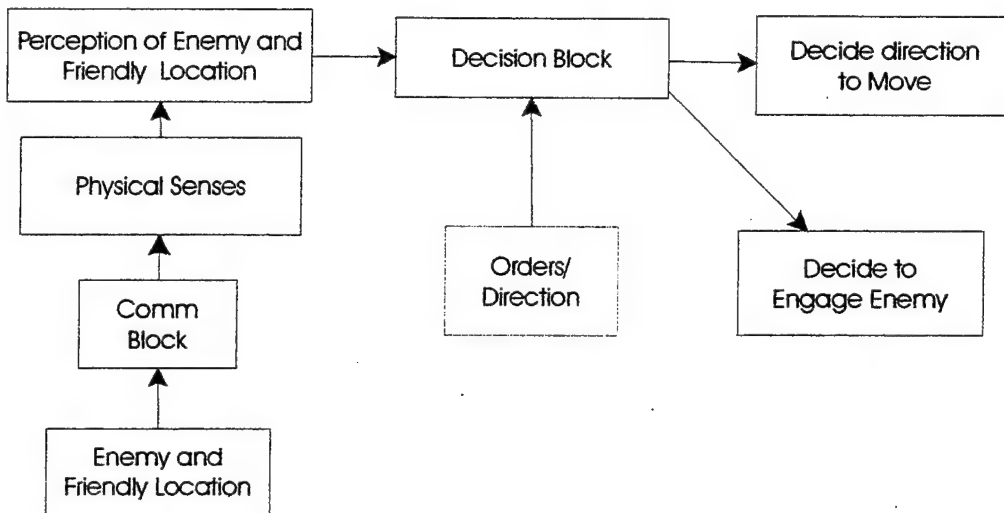 Perception of Enemy and
Friendly Location
Decision Block
Decide direction
to Move
Physical Senses
Orders/
Direction
Decide to
Engage Enemy
Comm
Block
Enemy and
Friendly Location